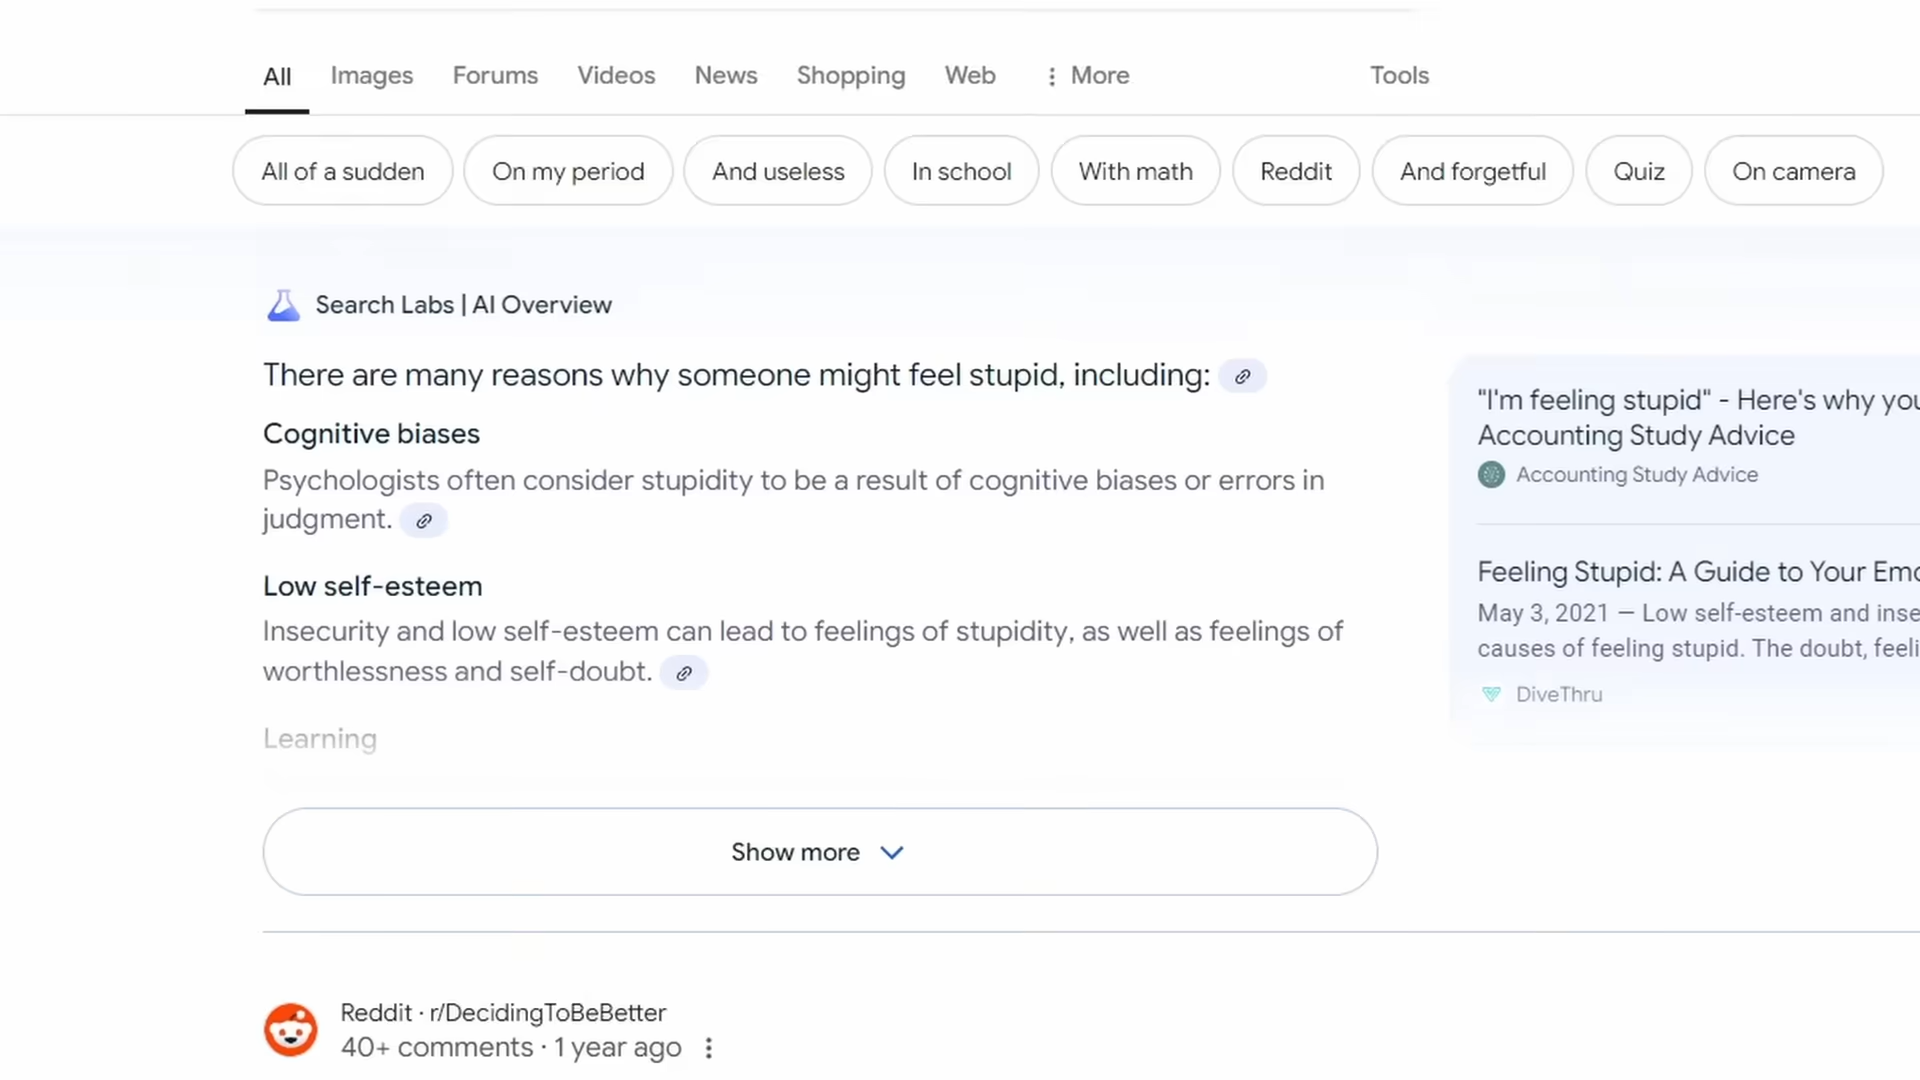 All Images Forums Videos News Shopping Web More Tools
All of a sudden On my period And useless In school With math Reddit And forgetful Quiz On camera
Search Labs | AI Overview
There are many reasons why someone might feel stupid, including:
Cognitive biases
Psychologists often consider stupidity to be a result of cognitive biases or errors in
judgment.
Low self-esteem
Insecurity and low self-esteem can lead to feelings of stupidity, as well as feelings of
worthlessness and self-doubt.
Learning
Show more
"I'm feeling stupid" - Here's why you
Accounting Study Advice
Accounting Study Advice
Feeling Stupid: A Guide to Your Emo
May 3, 2021 — Low self-esteem and inse
causes of feeling stupid. The doubt, feeli
DiveThru
Reddit · r/DecidingToBeBetter
40+ comments · 1 year ago